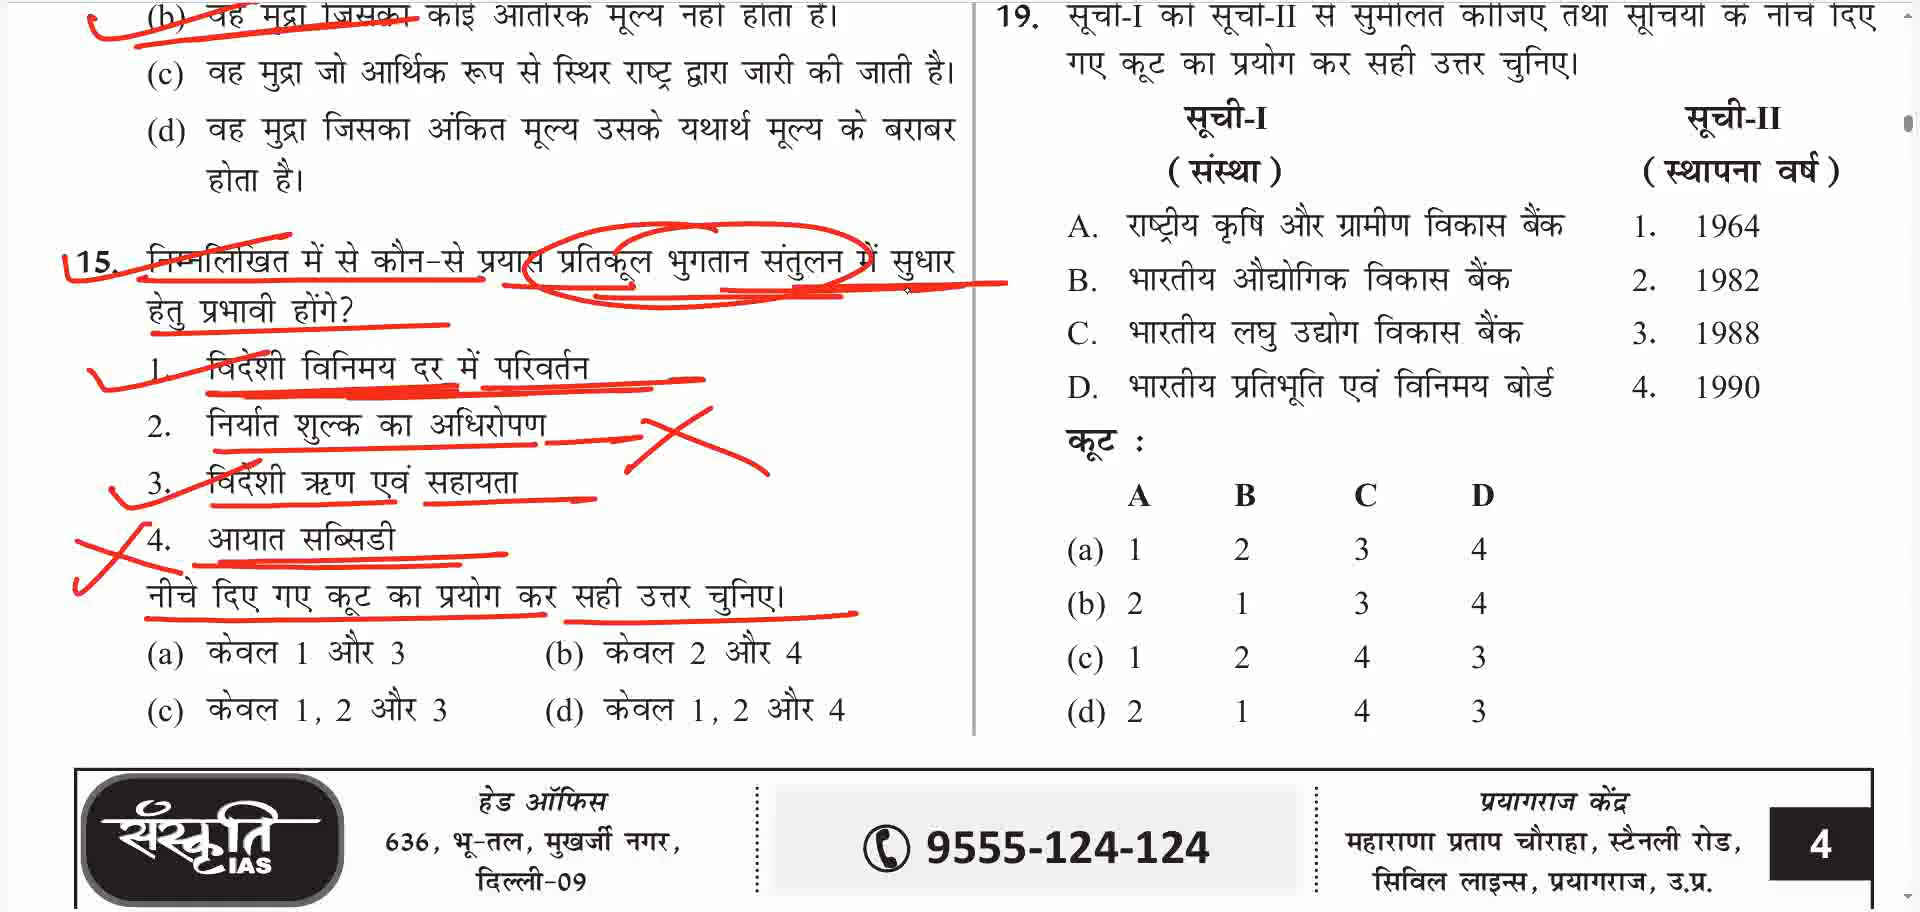 (b) वह मुद्रा जिसका कोई आंतरिक मूल्य नहीं होता है।
(c) वह मुद्रा जो आर्थिक रूप से स्थिर राष्ट्र द्वारा जारी की जाती है।
(d) वह मुद्रा जिसका अंकित मूल्य उसके यथार्थ मूल्य के बराबर
होता है।
15. निम्नलिखित में से कौन-से प्रयास प्रतिकूल भुगतान संतुलन में सुधार
हेतु प्रभावी होंगे?
1. विदेशी विनिमय दर में परिवर्तन
2. निर्यात शुल्क का अधिरोपण
3. विदेशी ऋण एवं सहायता
4. आयात सब्सिडी
नीचे दिए गए कूट का प्रयोग कर सही उत्तर चुनिए।
(a) केवल 1 और 3 (b) केवल 2 और 4
(c) केवल 1, 2 और 3 (d) केवल 1, 2 और 4
19. सूची-I को सूची-II से सुमेलित कीजिए तथा सूचियों के नीचे दिए
गए कूट का प्रयोग कर सही उत्तर चुनिए।
सूची-I सूची-II
(संस्था) (स्थापना वर्ष)
A. राष्ट्रीय कृषि और ग्रामीण विकास बैंक 1. 1964
B. भारतीय औद्योगिक विकास बैंक 2. 1982
C. भारतीय लघु उद्योग विकास बैंक 3. 1988
D. भारतीय प्रतिभूति एवं विनिमय बोर्ड 4. 1990
कूट :
A B C D
(a) 1 2 3 4
(b) 2 1 3 4
(c) 1 2 4 3
(d) 2 1 4 3
संस्कृति
IAS
हेड ऑफिस
636, भू-तल, मुखर्जी नगर,
दिल्ली-09
9555-124-124
प्रयागराज केंद्र
महाराणा प्रताप चौराहा, स्टैनली रोड,
सिविल लाइन्स, प्रयागराज, उ.प्र.
4